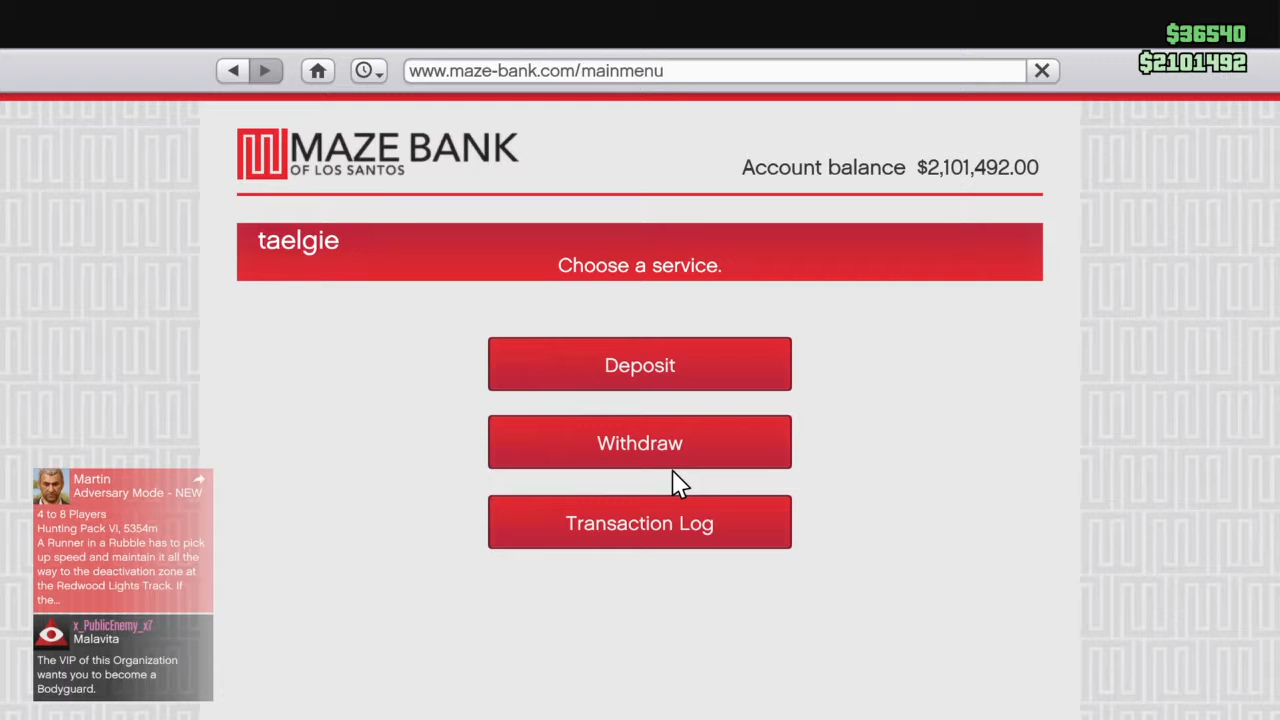 $36540
$2101492
www.maze-bank.com/mainmenu
MAZE BANK
OF LOS SANTOS
Account balance $2,101,492.00
taelgie
Choose a service.
Deposit
Withdraw
Transaction Log
Martin
Adversary Mode - NEW
4 to 8 Players
Hunting Pack VI, 5354m
A Runner in a Rubble has to pick
up speed and maintain it all the
way to the deactivation zone at
the Redwood Lights Track. If
the...
x_PublicEnemy_x7
Malavita
The VIP of this Organization
wants you to become a
Bodyguard.